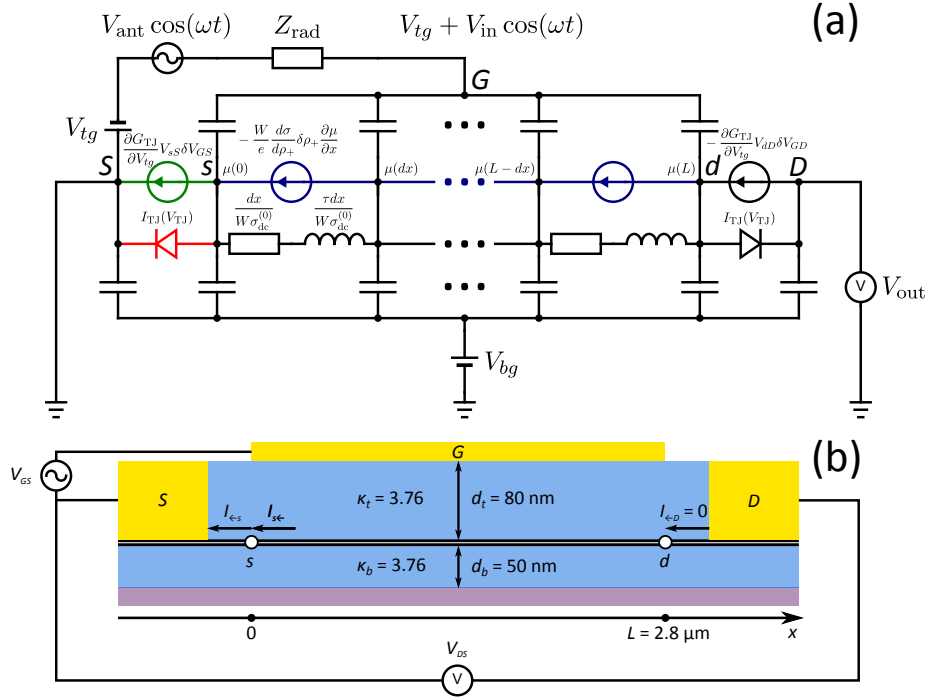 V_ant cos(ωt) Z_rad V_tg + V_in cos(ωt) (a)
G
V_tg
∂G_TJ/∂V_tg V_sS δV_GS - W/e dσ/dρ_+ δρ_+ ∂μ/∂x - ∂G_TJ/∂V_tg V_dD δV_GD
S s μ(0) μ(dx) μ(L − dx) μ(L) d D
I_TJ(V_TJ) dx/Wσ_dc^(0) τdx/Wσ_dc^(0) I_TJ(V_TJ)
V V_out
V_bg
G (b)
V_GS
S κ_t = 3.76 d_t = 80 nm D
I_←s I_s← I_←D = 0
κ_b = 3.76 d_b = 50 nm
s d
0 L = 2.8 μm x
V_DS
V